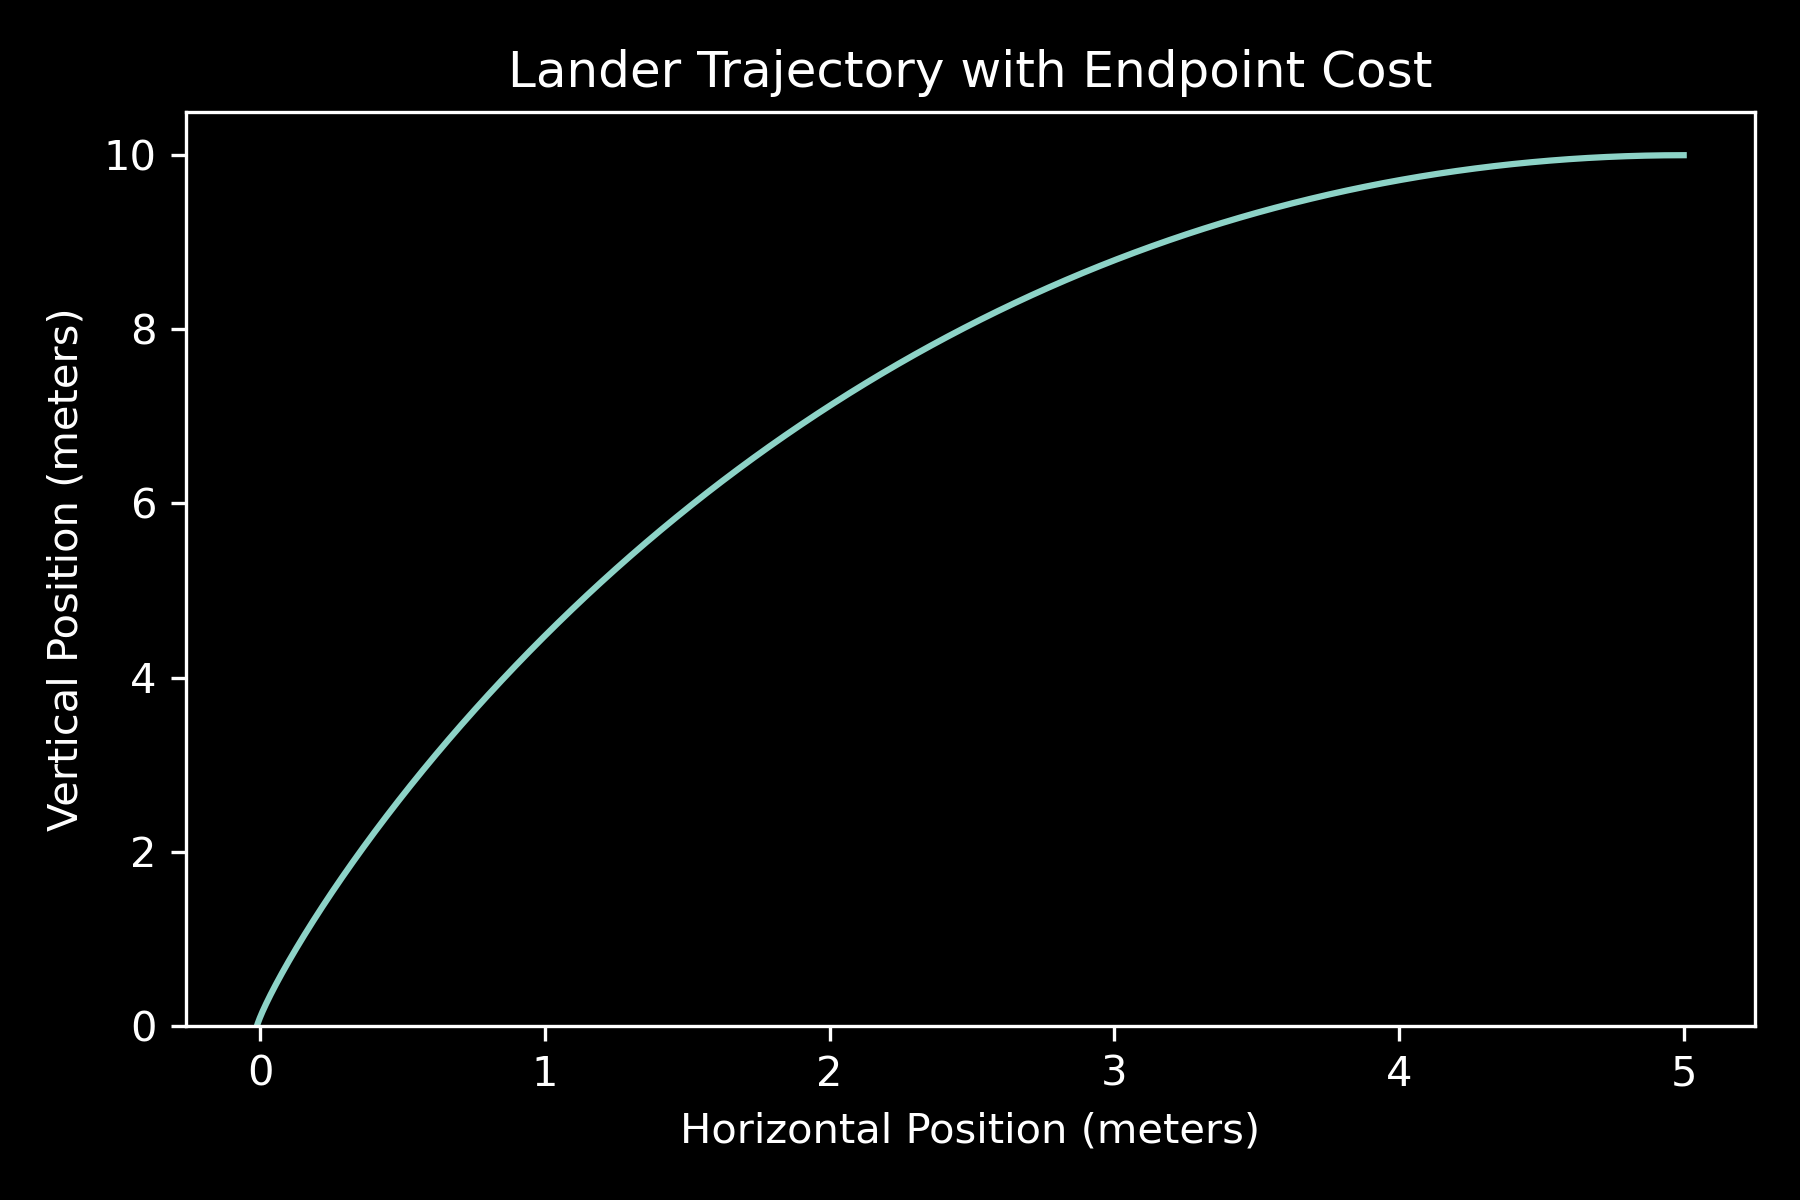 Lander Trajectory with Endpoint Cost
10
8
6
4
2
0
Vertical Position (meters)
0 1 2 3 4 5
Horizontal Position (meters)